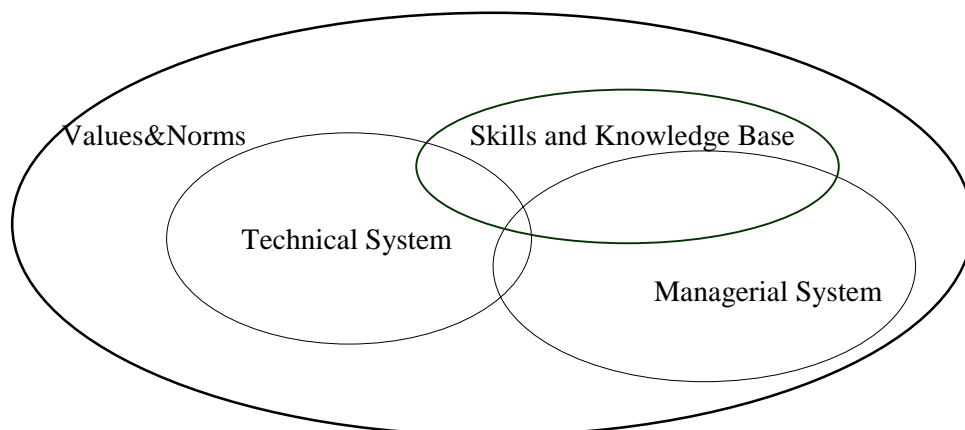 Values&Norms
Skills and Knowledge Base
Technical System
Managerial System